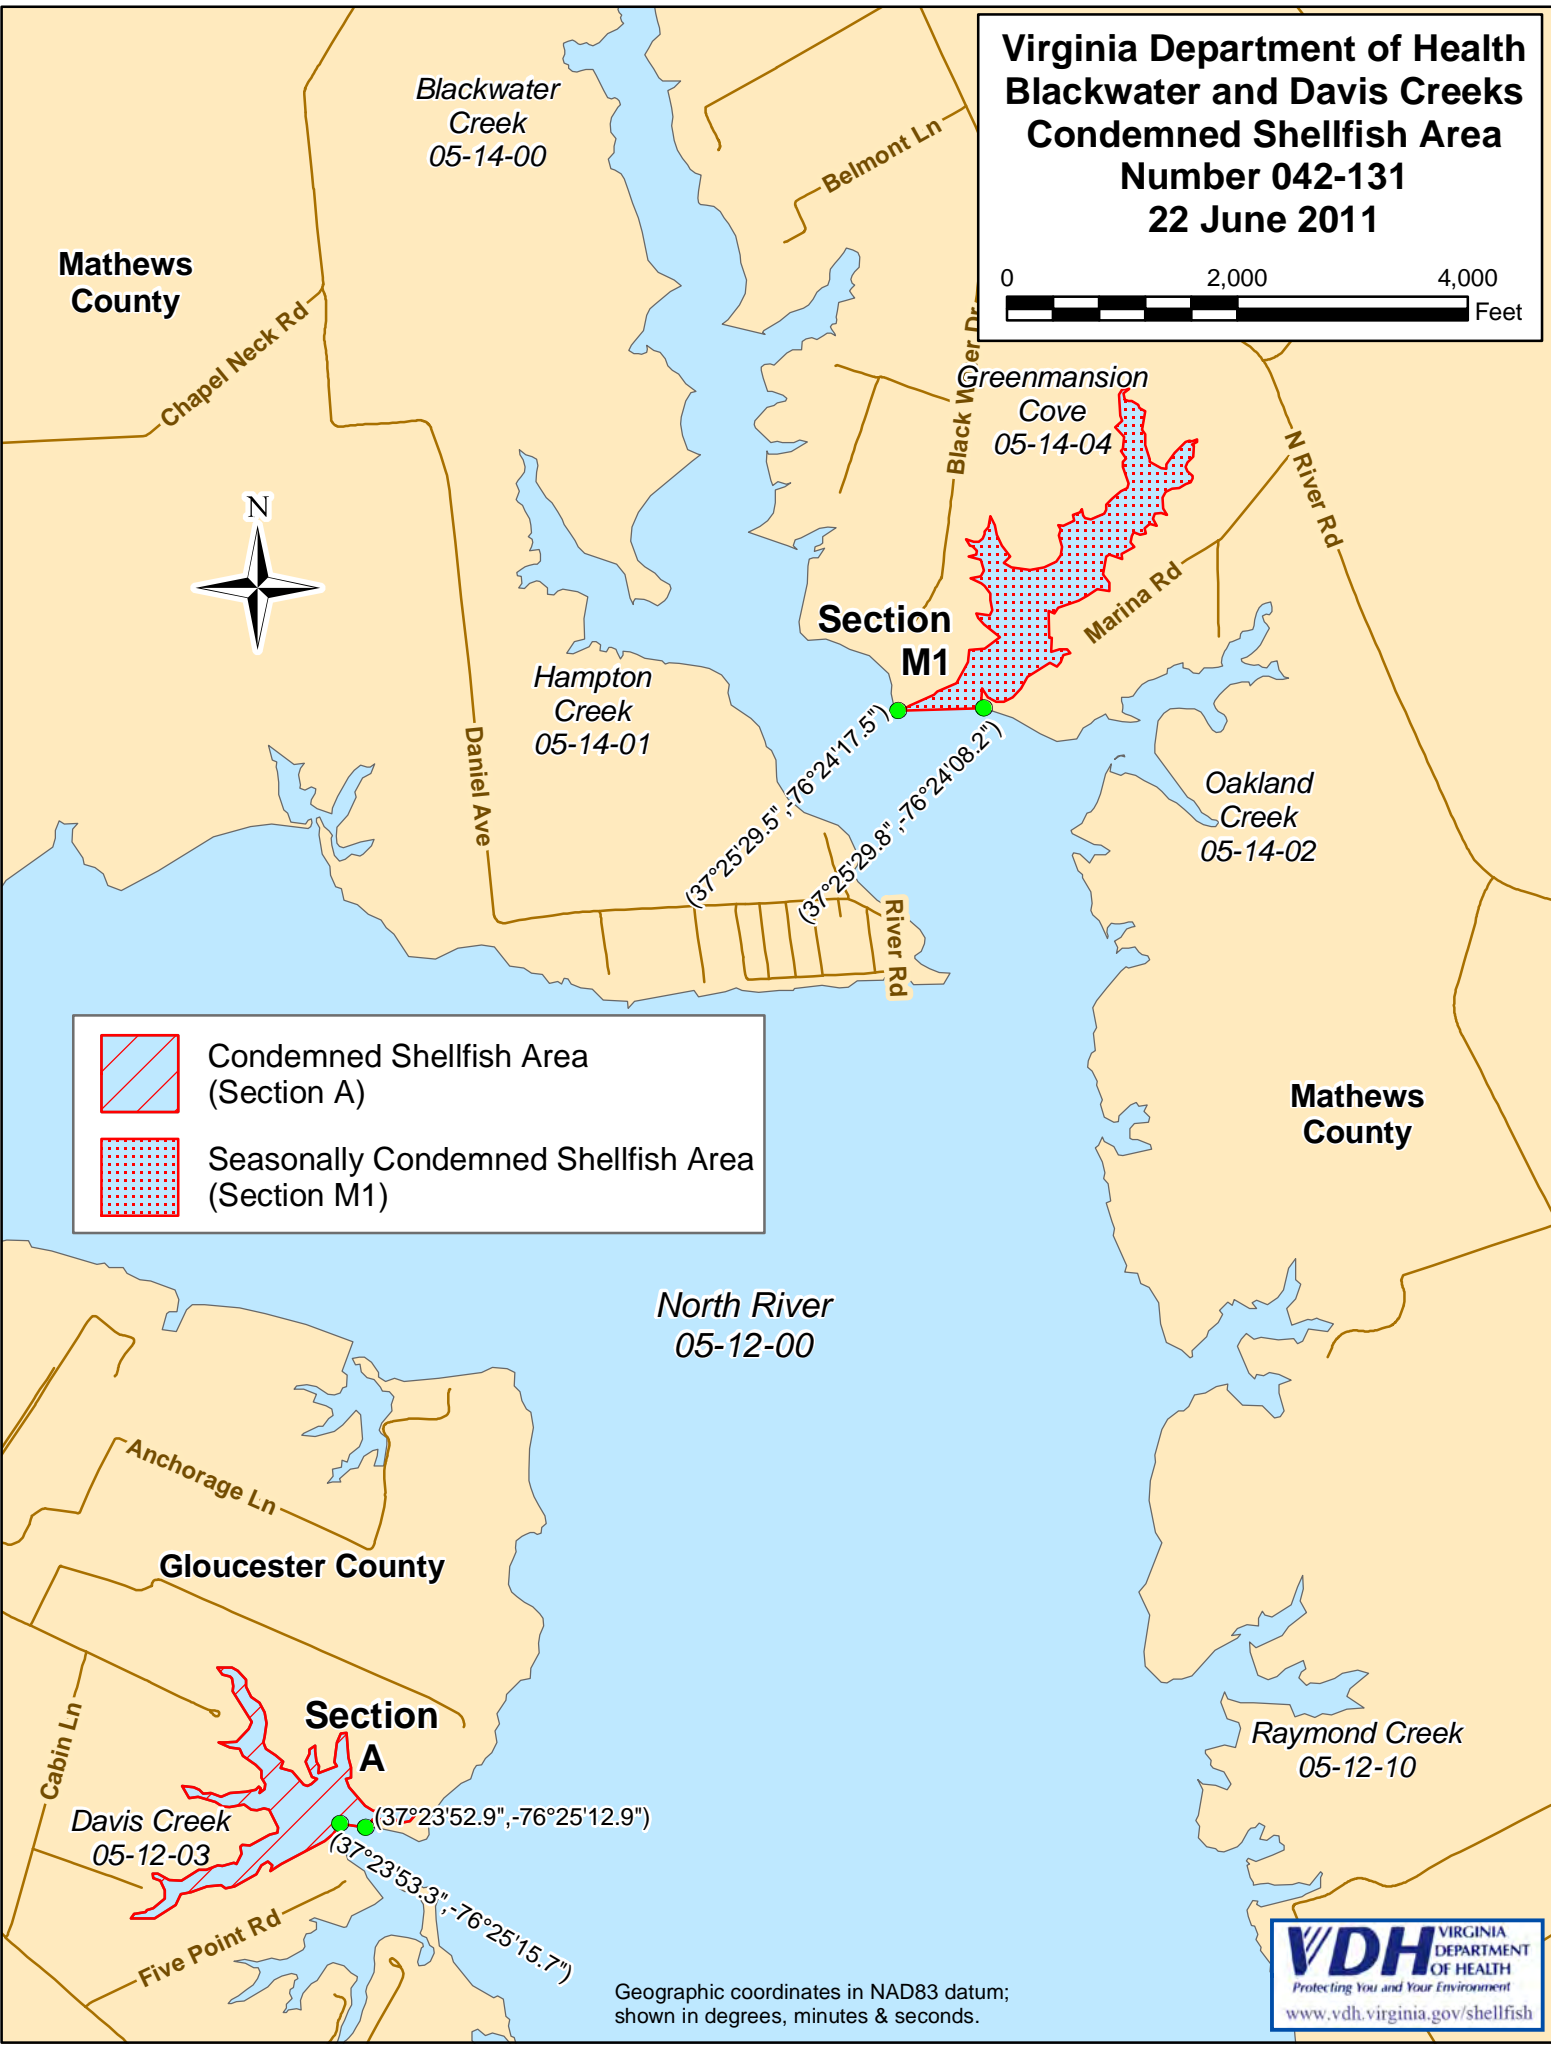 Virginia Department of Health
Blackwater and Davis Creeks
Condemned Shellfish Area
Number 042-131
22 June 2011
0 2,000 4,000
Feet
Blackwater
Creek
05-14-00
Belmont Ln
Mathews
County
Chapel Neck Rd
Greenmansion
Cove
05-14-04
Black W er Dr
N River Rd
N
Marina Rd
Section
M1
Hampton
Creek
05-14-01
Daniel Ave
(37°25'29.5",-76°24'17.5")
(37°25'29.8",-76°24'08.2")
Oakland
Creek
05-14-02
River Rd
Condemned Shellfish Area
(Section A)
Seasonally Condemned Shellfish Area
(Section M1)
Mathews
County
North River
05-12-00
Anchorage Ln
Gloucester County
Section
A
Cabin Ln
Raymond Creek
05-12-10
Davis Creek
05-12-03
(37°23'52.9",-76°25'12.9")
(37°23'53.3",-76°25'15.7")
Five Point Rd
Geographic coordinates in NAD83 datum;
shown in degrees, minutes & seconds.
VDH VIRGINIA
DEPARTMENT
OF HEALTH
Protecting You and Your Environment
www.vdh.virginia.gov/shellfish